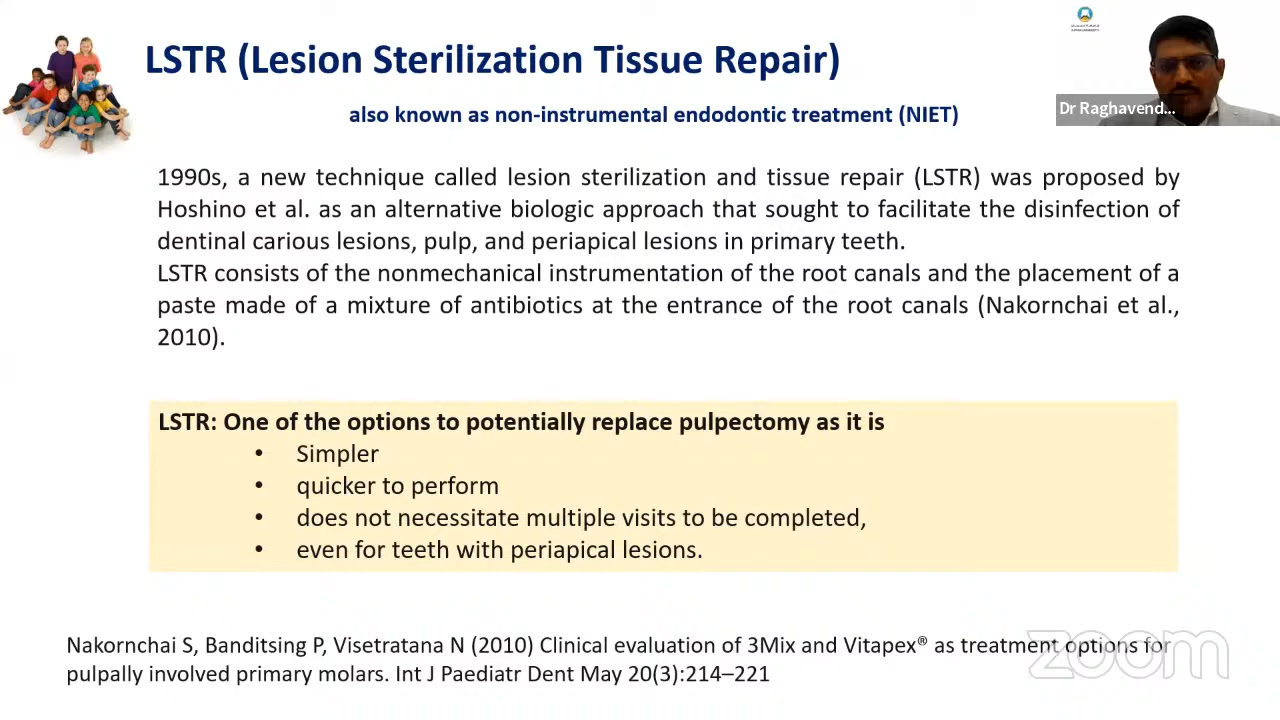 LSTR (Lesion Sterilization Tissue Repair)
also known as non-instrumental endodontic treatment (NIET)
Dr Raghavend...
1990s, a new technique called lesion sterilization and tissue repair (LSTR) was proposed by
Hoshino et al. as an alternative biologic approach that sought to facilitate the disinfection of
dentinal carious lesions, pulp, and periapical lesions in primary teeth.
LSTR consists of the nonmechanical instrumentation of the root canals and the placement of a
paste made of a mixture of antibiotics at the entrance of the root canals (Nakornchai et al.,
2010).
LSTR: One of the options to potentially replace pulpectomy as it is
• Simpler
• quicker to perform
• does not necessitate multiple visits to be completed,
• even for teeth with periapical lesions.
Nakornchai S, Banditsing P, Visetratana N (2010) Clinical evaluation of 3Mix and Vitapex® as treatment options for
pulpally involved primary molars. Int J Paediatr Dent May 20(3):214–221
zoom